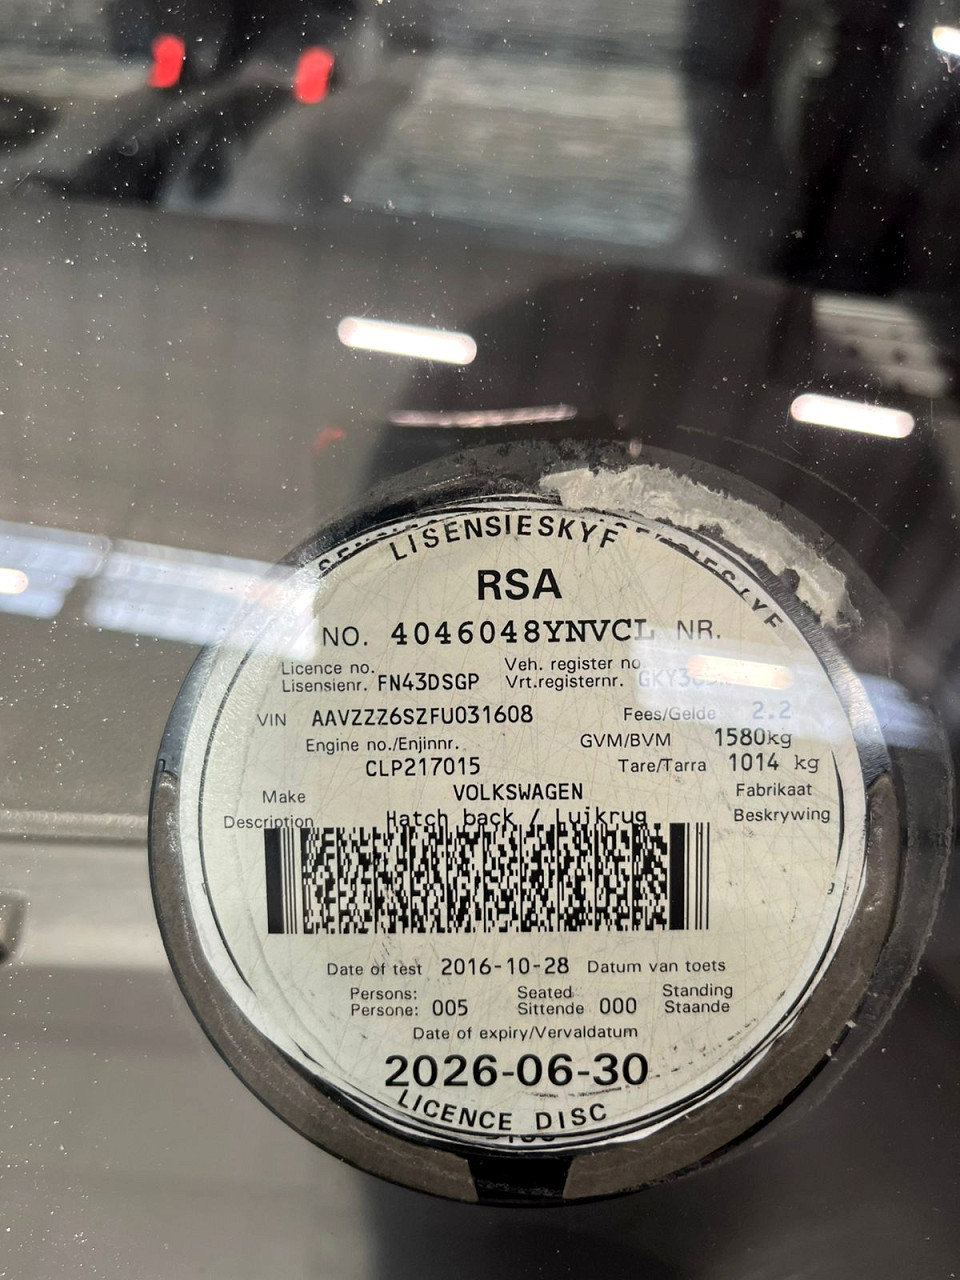 LISENSIESKYF
RSA
NO. 4046048YNVCL NR.
Licence no. Veh. register no
Lisensienr. FN43DSGP Vrt.registernr.
VIN AAVZZZ6SZFU031608 Fees/Gelde 2.2
Engine no./Enjinnr. GVM/BVM 1580kg
CLP217015 Tare/Tarra 1014 kg
Make VOLKSWAGEN Fabrikaat
Description Hatch back / Luikrug Beskrywing
Date of test 2016-10-28 Datum van toets
Persons: Seated Standing
Persone: 005 Sittende 000 Staande
Date of expiry/Vervaldatum
2026-06-30
LICENCE DISC